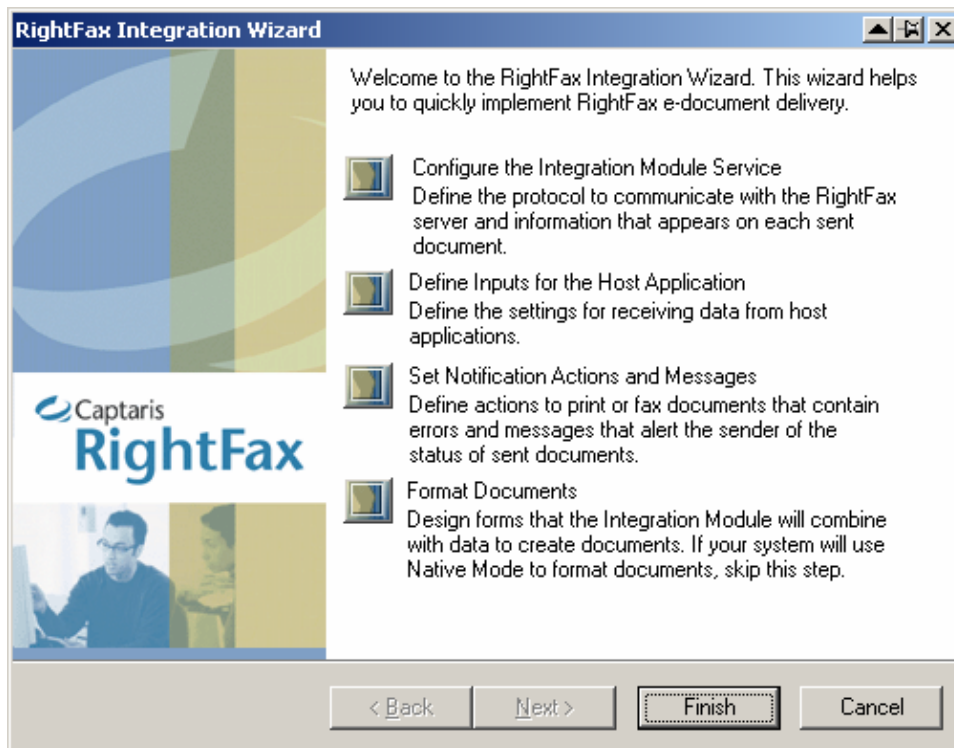 RightFax Integration Wizard
Welcome to the RightFax Integration Wizard. This wizard helps
you to quickly implement RightFax e-document delivery.
Configure the Integration Module Service
Define the protocol to communicate with the RightFax
server and information that appears on each sent
document.
Define Inputs for the Host Application
Define the settings for receiving data from host
applications.
Set Notification Actions and Messages
Define actions to print or fax documents that contain
errors and messages that alert the sender of the
status of sent documents.
Format Documents
Design forms that the Integration Module will combine
with data to create documents. If your system will use
Native Mode to format documents, skip this step.
Captaris
RightFax
< Back
Next >
Finish
Cancel